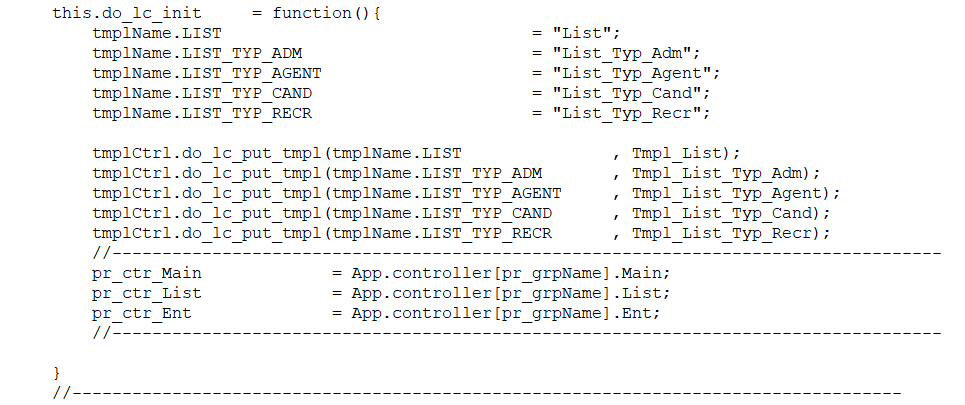 this.do_lc_init     = function(){
    tmplName.LIST                               = "List";
    tmplName.LIST_TYP_ADM                       = "List_Typ_Adm";
    tmplName.LIST_TYP_AGENT                     = "List_Typ_Agent";
    tmplName.LIST_TYP_CAND                      = "List_Typ_Cand";
    tmplName.LIST_TYP_RECR                      = "List_Typ_Recr";

    tmplCtrl.do_lc_put_tmpl(tmplName.LIST               , Tmpl_List);
    tmplCtrl.do_lc_put_tmpl(tmplName.LIST_TYP_ADM       , Tmpl_List_Typ_Adm);
    tmplCtrl.do_lc_put_tmpl(tmplName.LIST_TYP_AGENT     , Tmpl_List_Typ_Agent);
    tmplCtrl.do_lc_put_tmpl(tmplName.LIST_TYP_CAND      , Tmpl_List_Typ_Cand);
    tmplCtrl.do_lc_put_tmpl(tmplName.LIST_TYP_RECR      , Tmpl_List_Typ_Recr);
    //-----------------------------------------------------------------------------------
    pr_ctr_Main             = App.controller[pr_grpName].Main;
    pr_ctr_List             = App.controller[pr_grpName].List;
    pr_ctr_Ent              = App.controller[pr_grpName].Ent;
    //-----------------------------------------------------------------------------------

}
//-----------------------------------------------------------------------------------